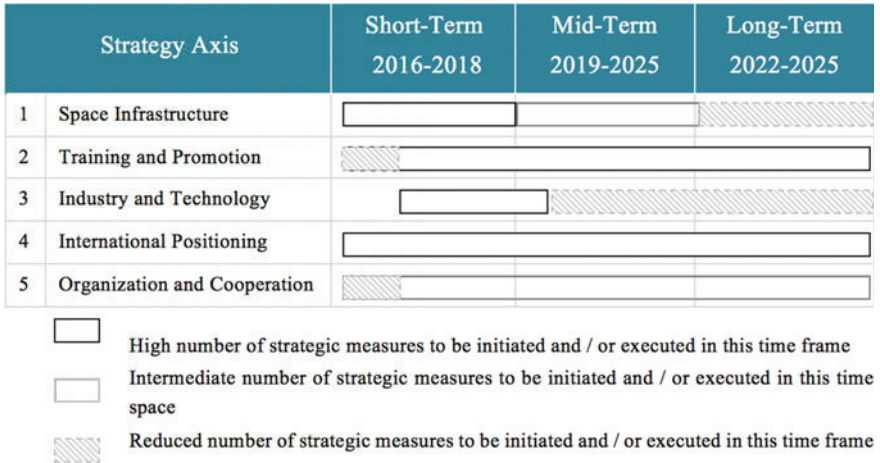 Strategy Axis Short-Term Mid-Term Long-Term
2016-2018 2019-2025 2022-2025
1 Space Infrastructure
2 Training and Promotion
3 Industry and Technology
4 International Positioning
5 Organization and Cooperation
High number of strategic measures to be initiated and / or executed in this time frame
Intermediate number of strategic measures to be initiated and / or executed in this time
space
Reduced number of strategic measures to be initiated and / or executed in this time frame